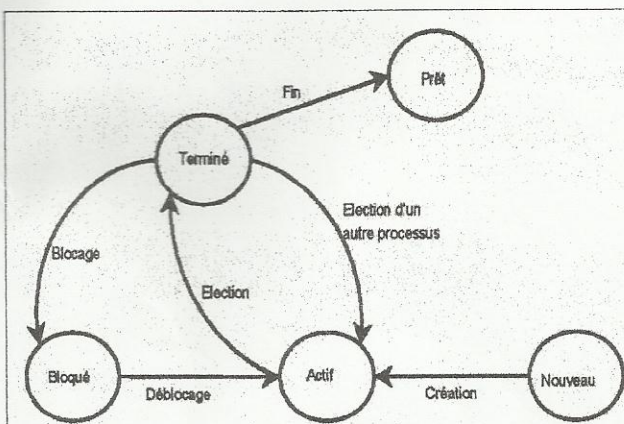 Prêt
Fin
Terminé
Election d'un
autre processus
Blocage
Election
Bloqué
Déblocage
Actif
Création
Nouveau